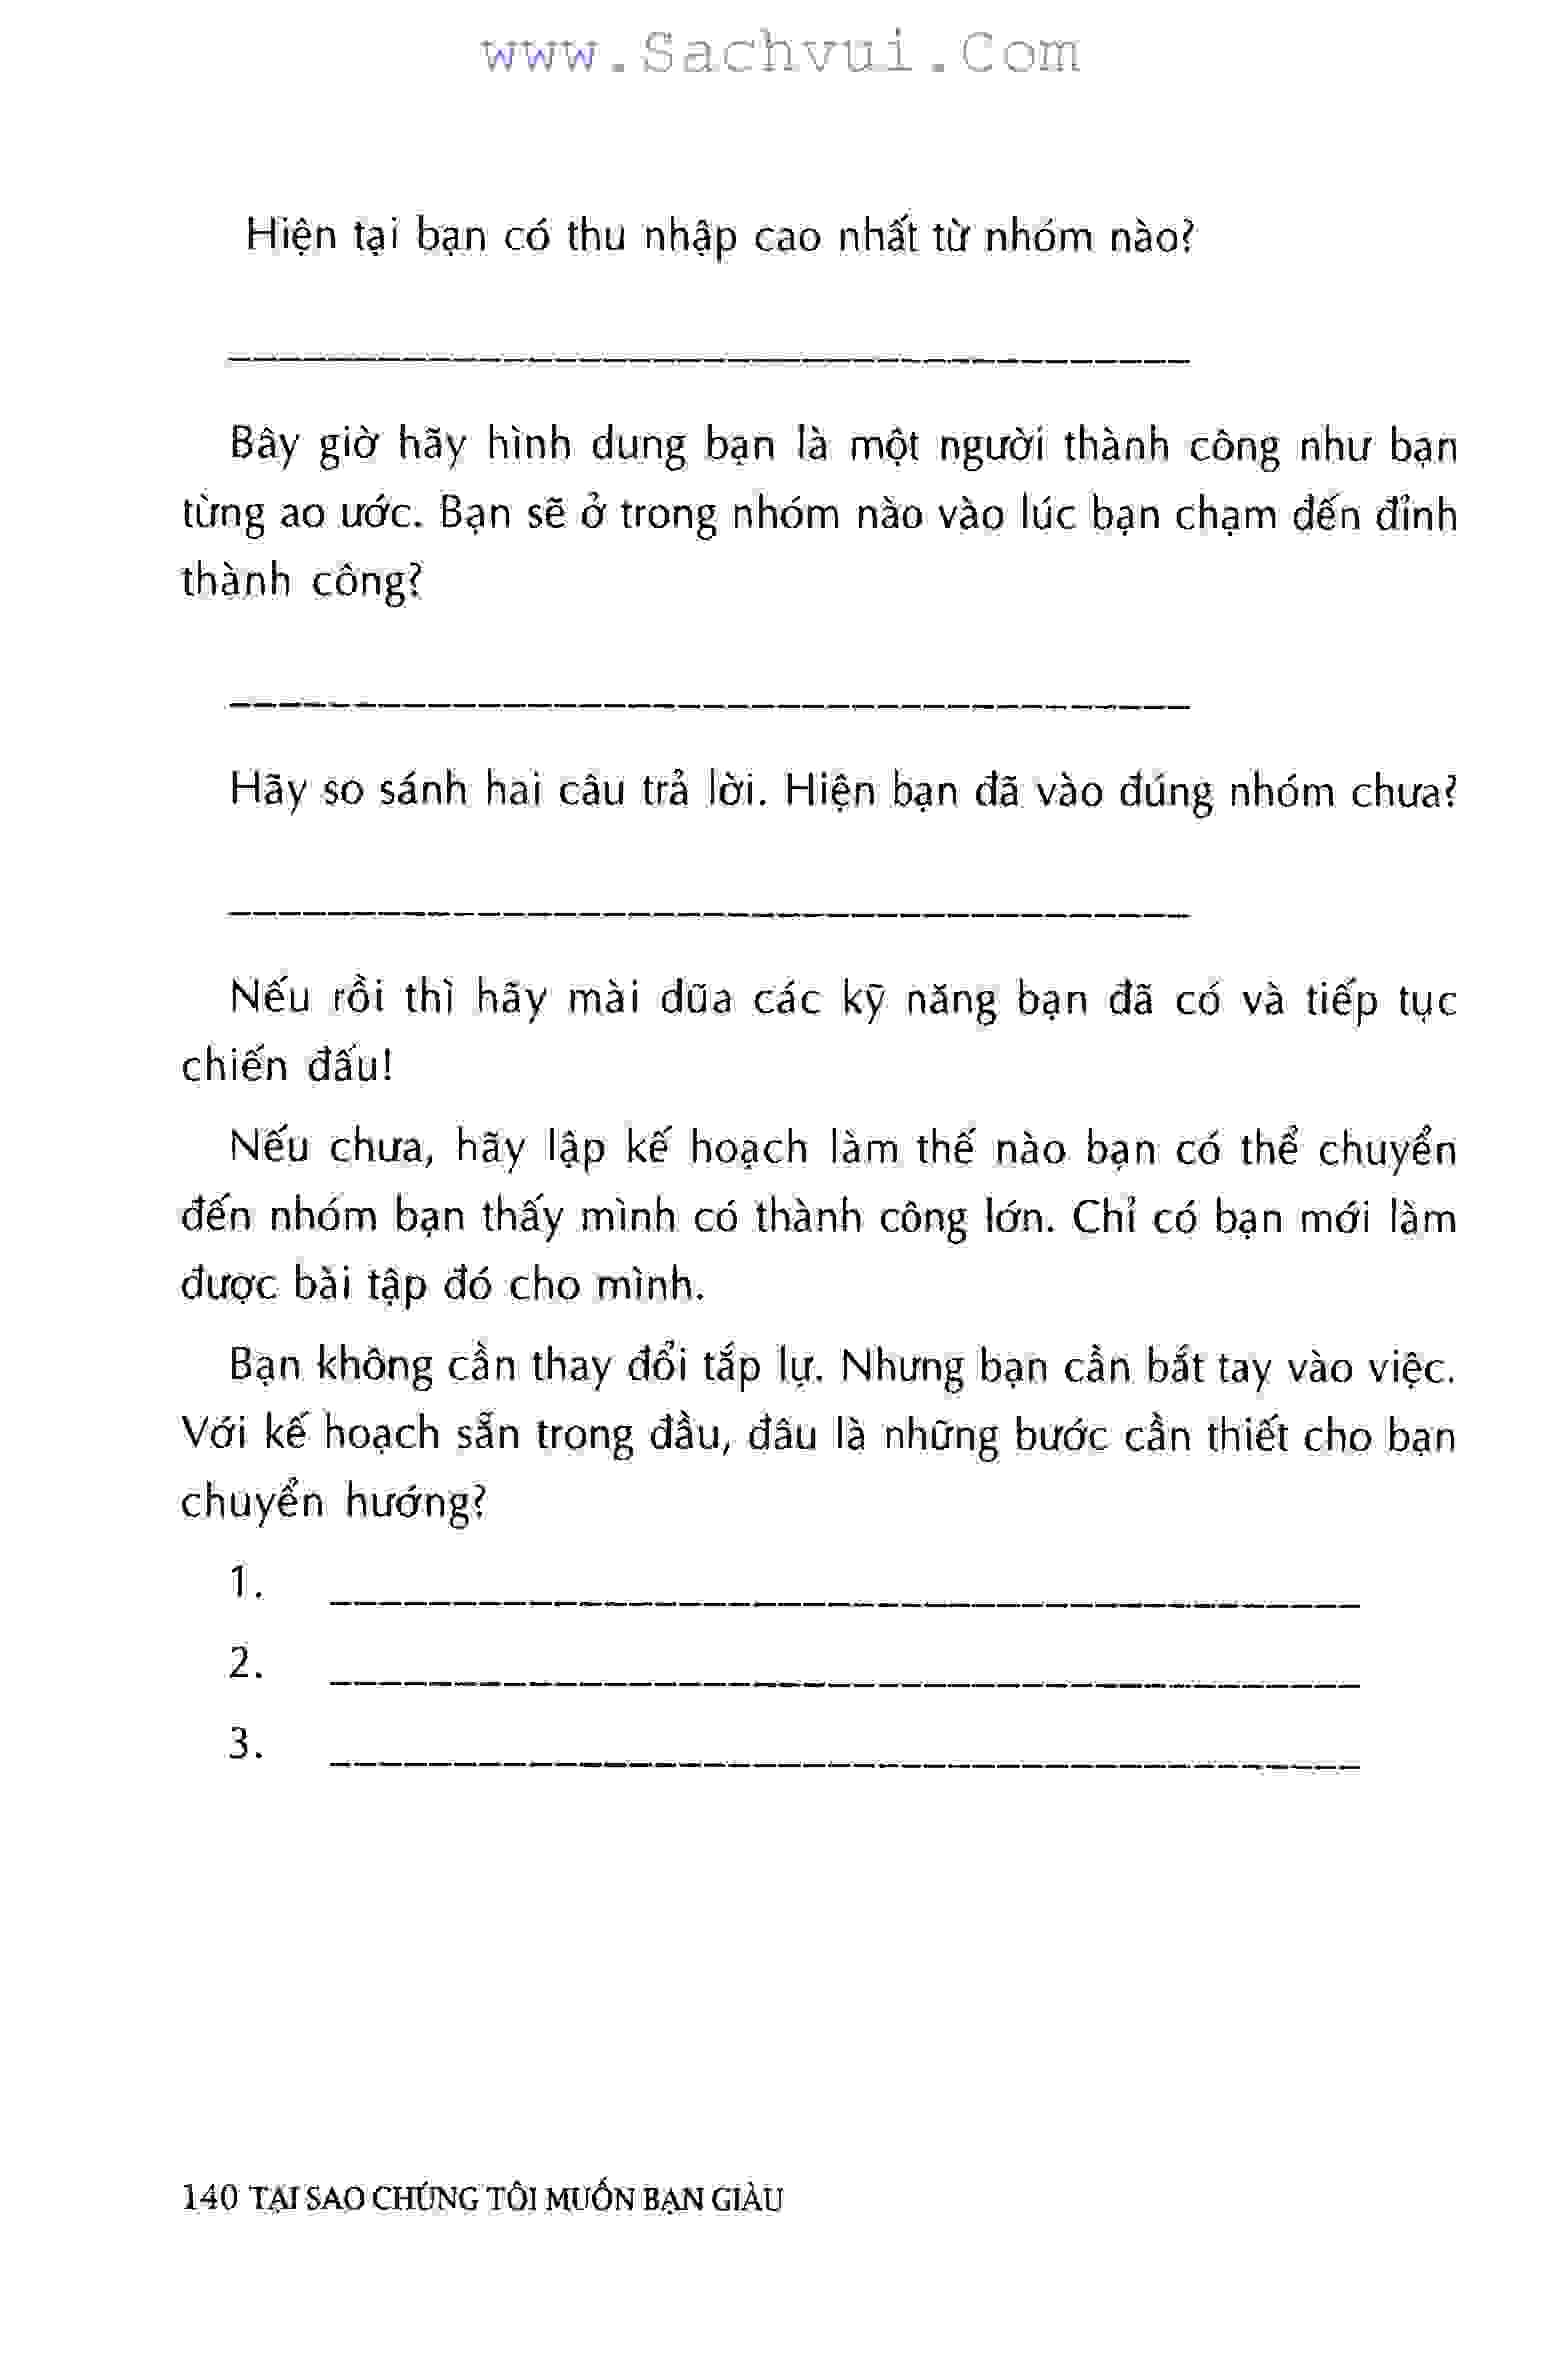 www.Sachvui.Com
Hiện tại bạn có thu nhập cao nhất từ nhóm nào?
Bây giờ hãy hình dung bạn là một người thành công như bạn
từng ao ước. Bạn sẽ ở trong nhóm nào vào lúc bạn chạm đến đỉnh
thành công?
Hãy so sánh hai câu trả lời. Hiện bạn đã vào đúng nhóm chưa?
Nếu rồi thì hãy mài dũa các kỹ năng bạn đã có và tiếp tục
chiến đấu!
Nếu chưa, hãy lập kế hoạch làm thế nào bạn có thể chuyển
đến nhóm bạn thấy mình có thành công lớn. Chỉ có bạn mới làm
được bài tập đó cho mình.
Bạn không cần thay đổi tắp lự. Nhưng bạn cần bắt tay vào việc.
Với kế hoạch sẵn trong đầu, đâu là những bước cần thiết cho bạn
chuyển hướng?
1.
2.
3.
140 TẠI SAO CHÚNG TÔI MUỐN BẠN GIÀU